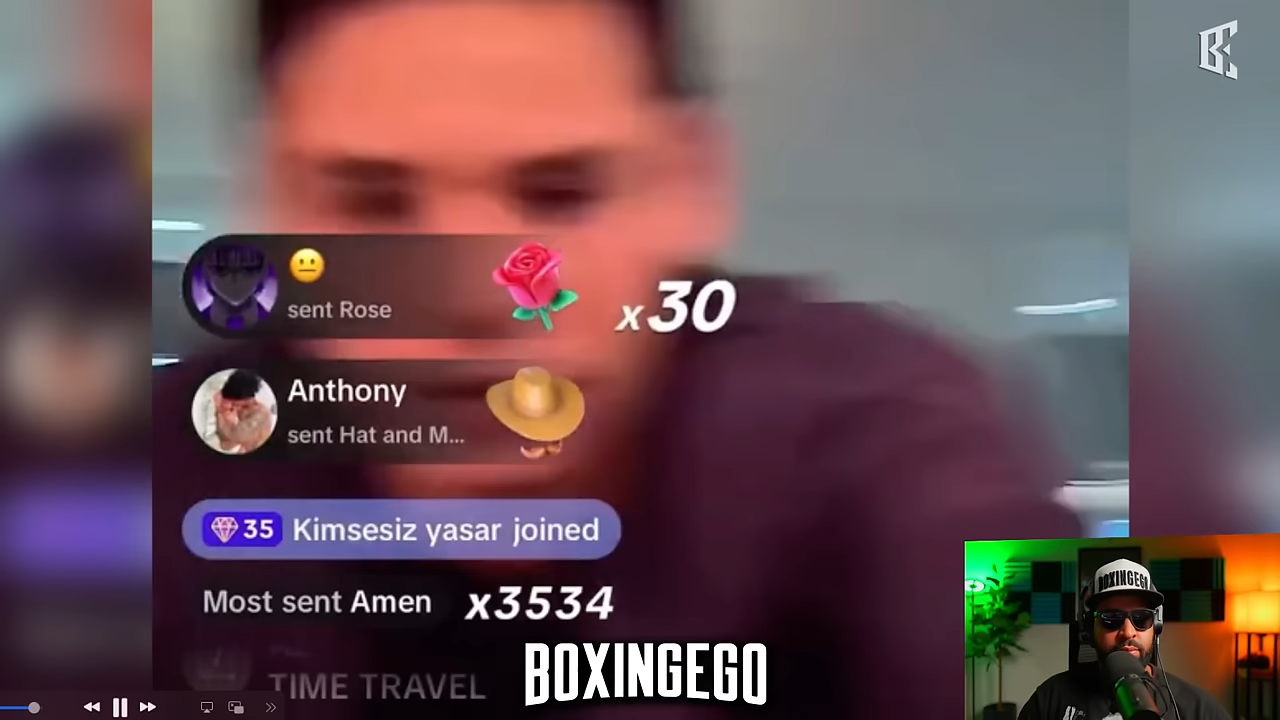 sent Rose
x30
Anthony
sent Hat and M...
35 Kimsesiz yasar joined
Most sent Amen x3534
TIME TRAVEL
BOXINGEGO
BOXINGEGO